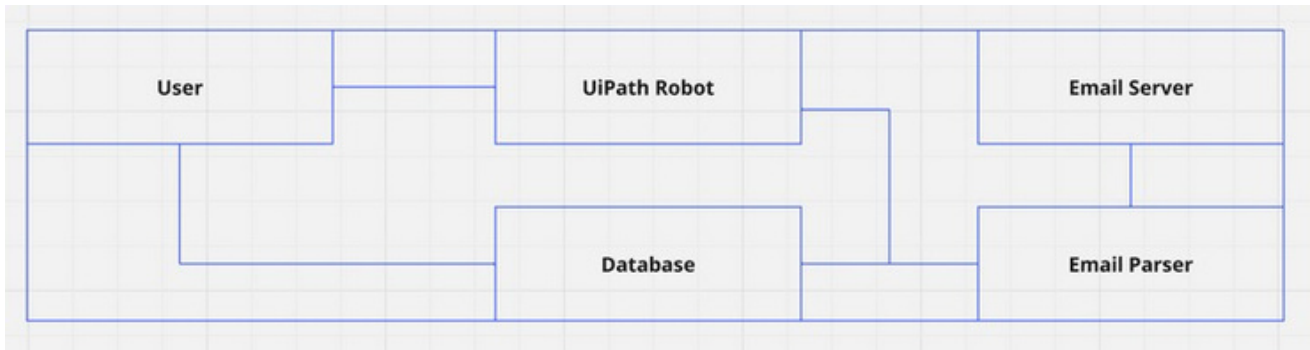 User
UiPath Robot
Email Server
Database
Email Parser